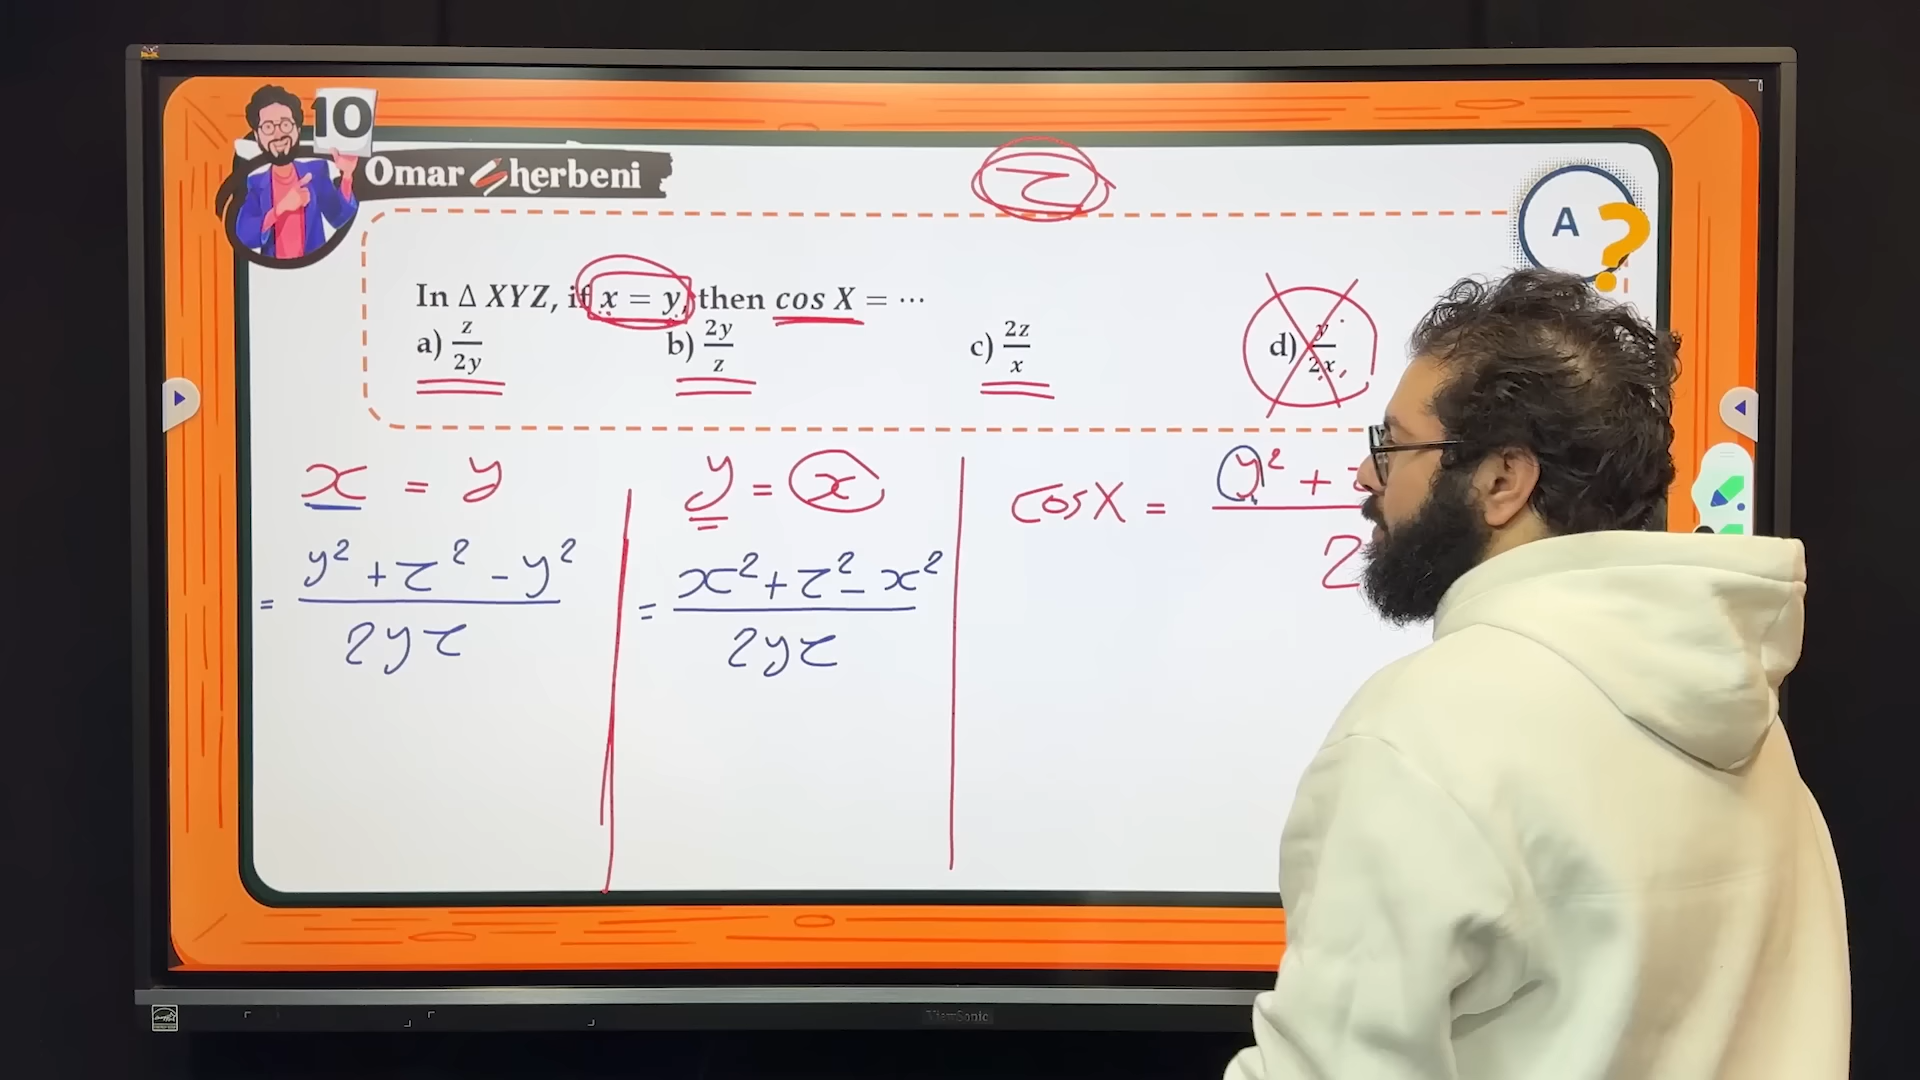 10
Omar Sherbeni
z
A ?
In Δ XYZ, if x = y, then cos X = ...
a) z/2y b) 2y/z c) 2z/x d) y/2x
x = y
= y² + z² - y² / 2yz
y = x
= x² + z² - x² / 2yz
cos X = y² + / 2
ViewSonic